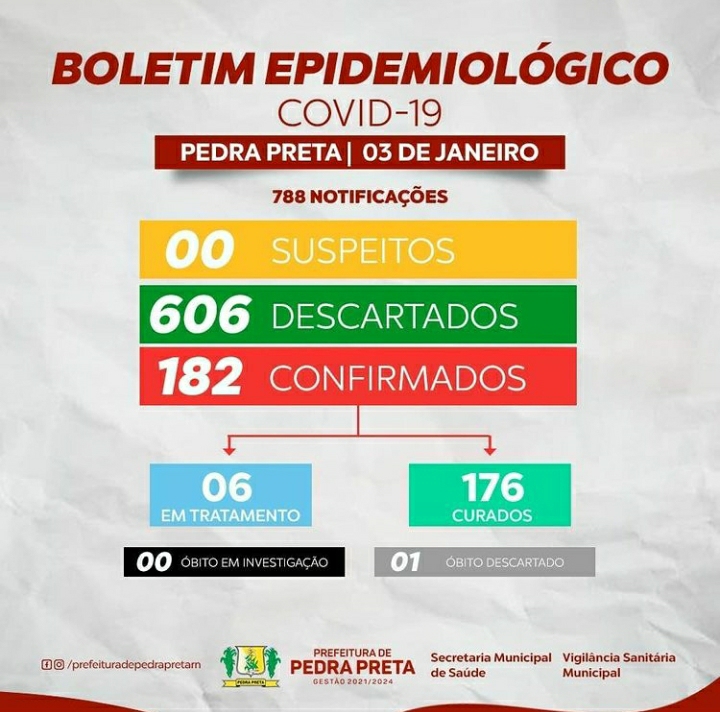 BOLETIM EPIDEMIOLÓGICO
COVID-19
PEDRA PRETA | 03 DE JANEIRO
788 NOTIFICAÇÕES
00 SUSPEITOS
606 DESCARTADOS
182 CONFIRMADOS
06
EM TRATAMENTO
176
CURADOS
00 ÓBITO EM INVESTIGAÇÃO
01 ÓBITO DESCARTADO
/prefeituradepedrapretarn
PEDRA PRETA
PREFEITURA DE
PEDRA PRETA
GESTÃO 2021/2024
Secretaria Municipal
de Saúde
Vigilância Sanitária
Municipal